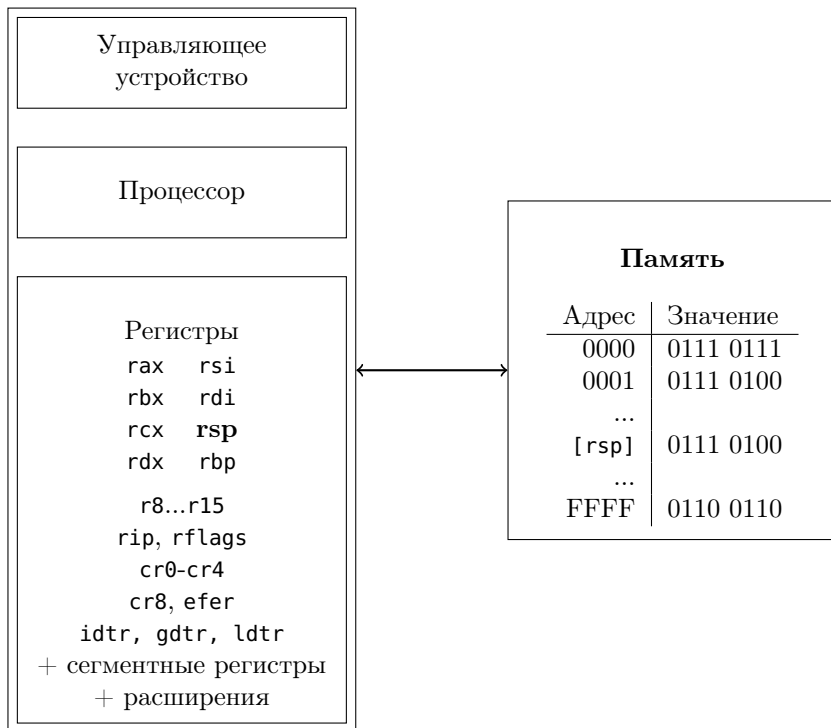 Управляющее
устройство
Процессор
Регистры
rax rsi
rbx rdi
rcx rsp
rdx rbp
r8...r15
rip, rflags
cr0-cr4
cr8, efer
idtr, gdtr, ldtr
+ сегментные регистры
+ расширения
Память
Адрес Значение
0000 0111 0111
0001 0111 0100
...
[rsp] 0111 0100
...
FFFF 0110 0110